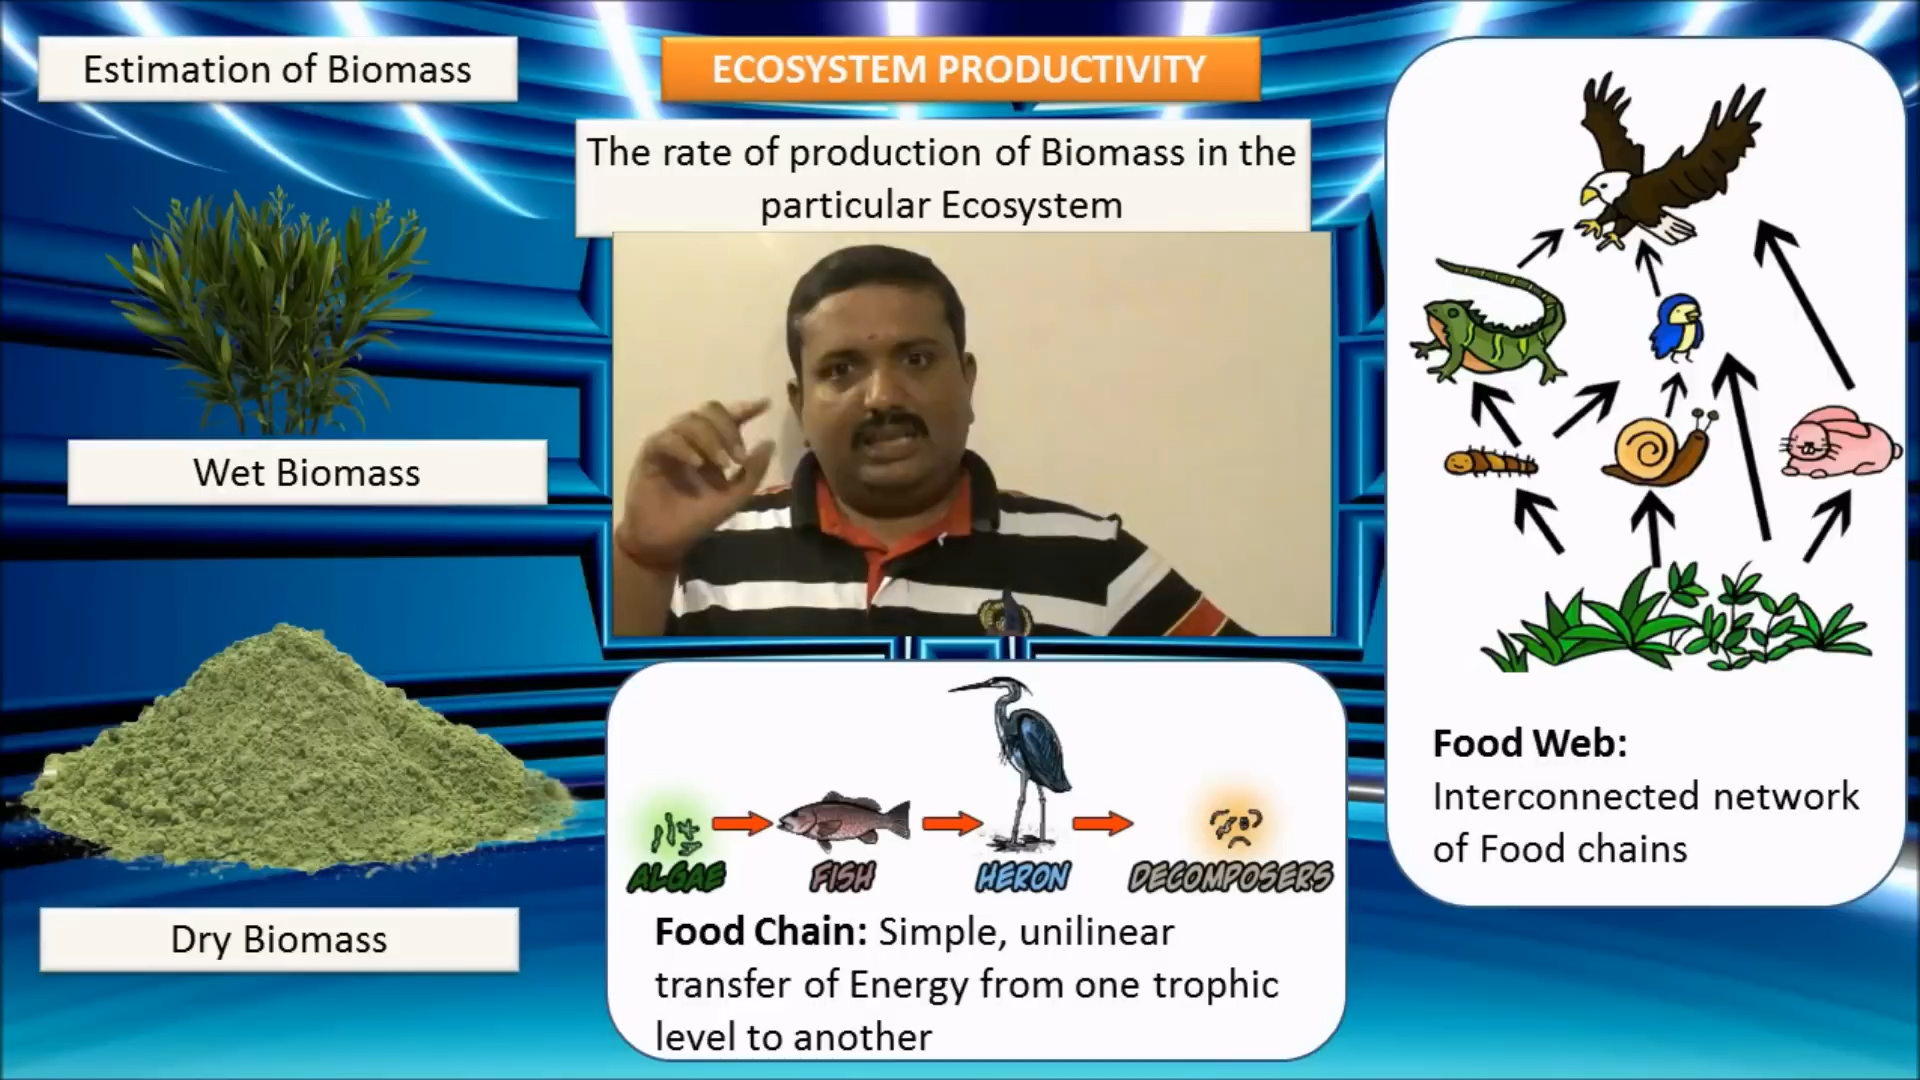 Estimation of Biomass
ECOSYSTEM PRODUCTIVITY
The rate of production of Biomass in the
particular Ecosystem
Wet Biomass
Dry Biomass
ALGAE
FISH
HERON
DECOMPOSERS
Food Chain: Simple, unilinear
transfer of Energy from one trophic
level to another
Food Web:
Interconnected network
of Food chains